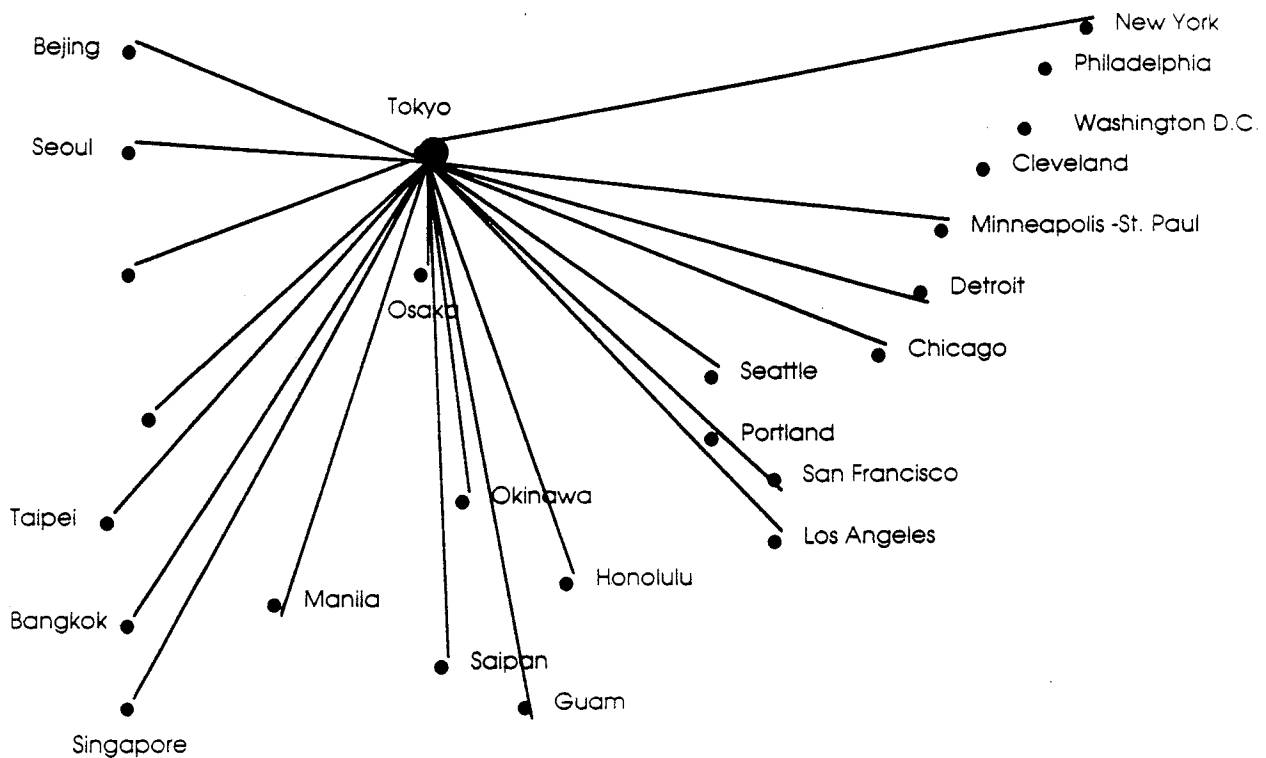 New York
Bejing
Philadelphia
Tokyo
Washington D.C.
Seoul
Cleveland
Minneapolis -St. Paul
Detroit
Osaka
Chicago
Seattle
Portland
San Francisco
Okinawa
Taipei
Los Angeles
Honolulu
Manila
Bangkok
Saipan
Guam
Singapore